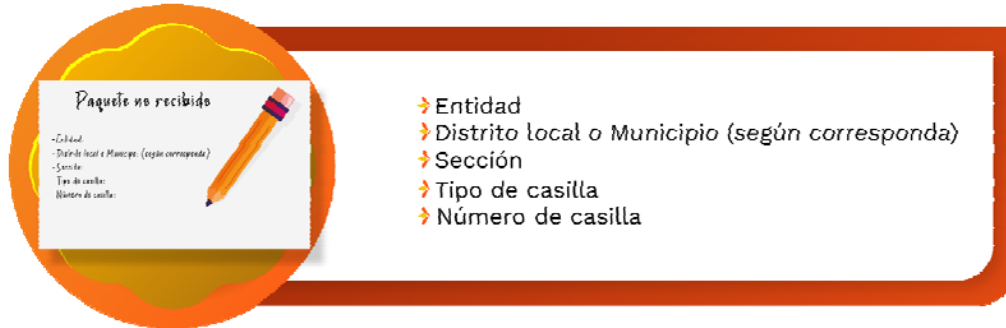 Paquete no recibido
-Entidad:
-Distrito local o Municipio: (según corresponda)
-Sección:
Tipo de casilla:
Número de casilla:
Entidad
Distrito local o Municipio (según corresponda)
Sección
Tipo de casilla
Número de casilla